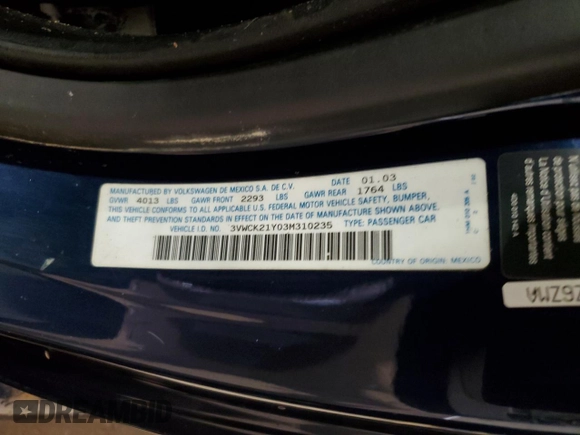 MANUFACTURED BY VOLKSWAGEN DE MEXICO S.A. DE C.V. DATE 01.03
GVWR 4013 LBS GAWR FRONT 2293 LBS GAWR REAR 1764 LBS
THIS VEHICLE CONFORMS TO ALL APPLICABLE U.S. FEDERAL MOTOR VEHICLE SAFETY, BUMPER,
AND THEFT PREVENTION STANDARDS IN EFFECT ON THE DATE OF MANUFACTURE SHOWN ABOVE.
VEHICLE I.D. NO. 3VWCK21Y03M310235 TYPE: PASSENGER CAR
COUNTRY OF ORIGIN: MEXICO
DREAMBID